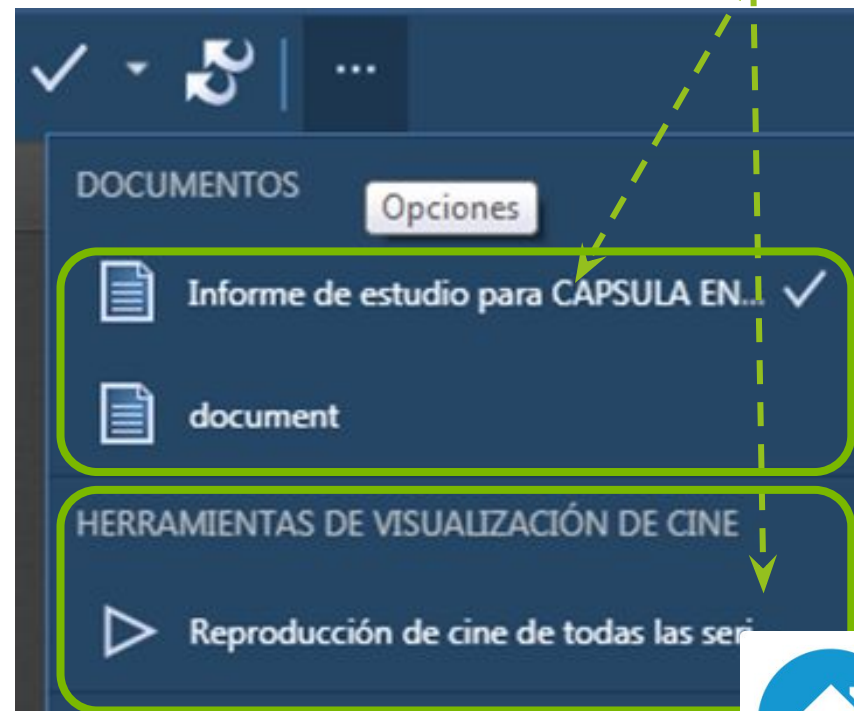 ...
DOCUMENTOS
Opciones
Informe de estudio para CAPSULA EN...
document
HERRAMIENTAS DE VISUALIZACIÓN DE CINE
Reproducción de cine de todas las seri